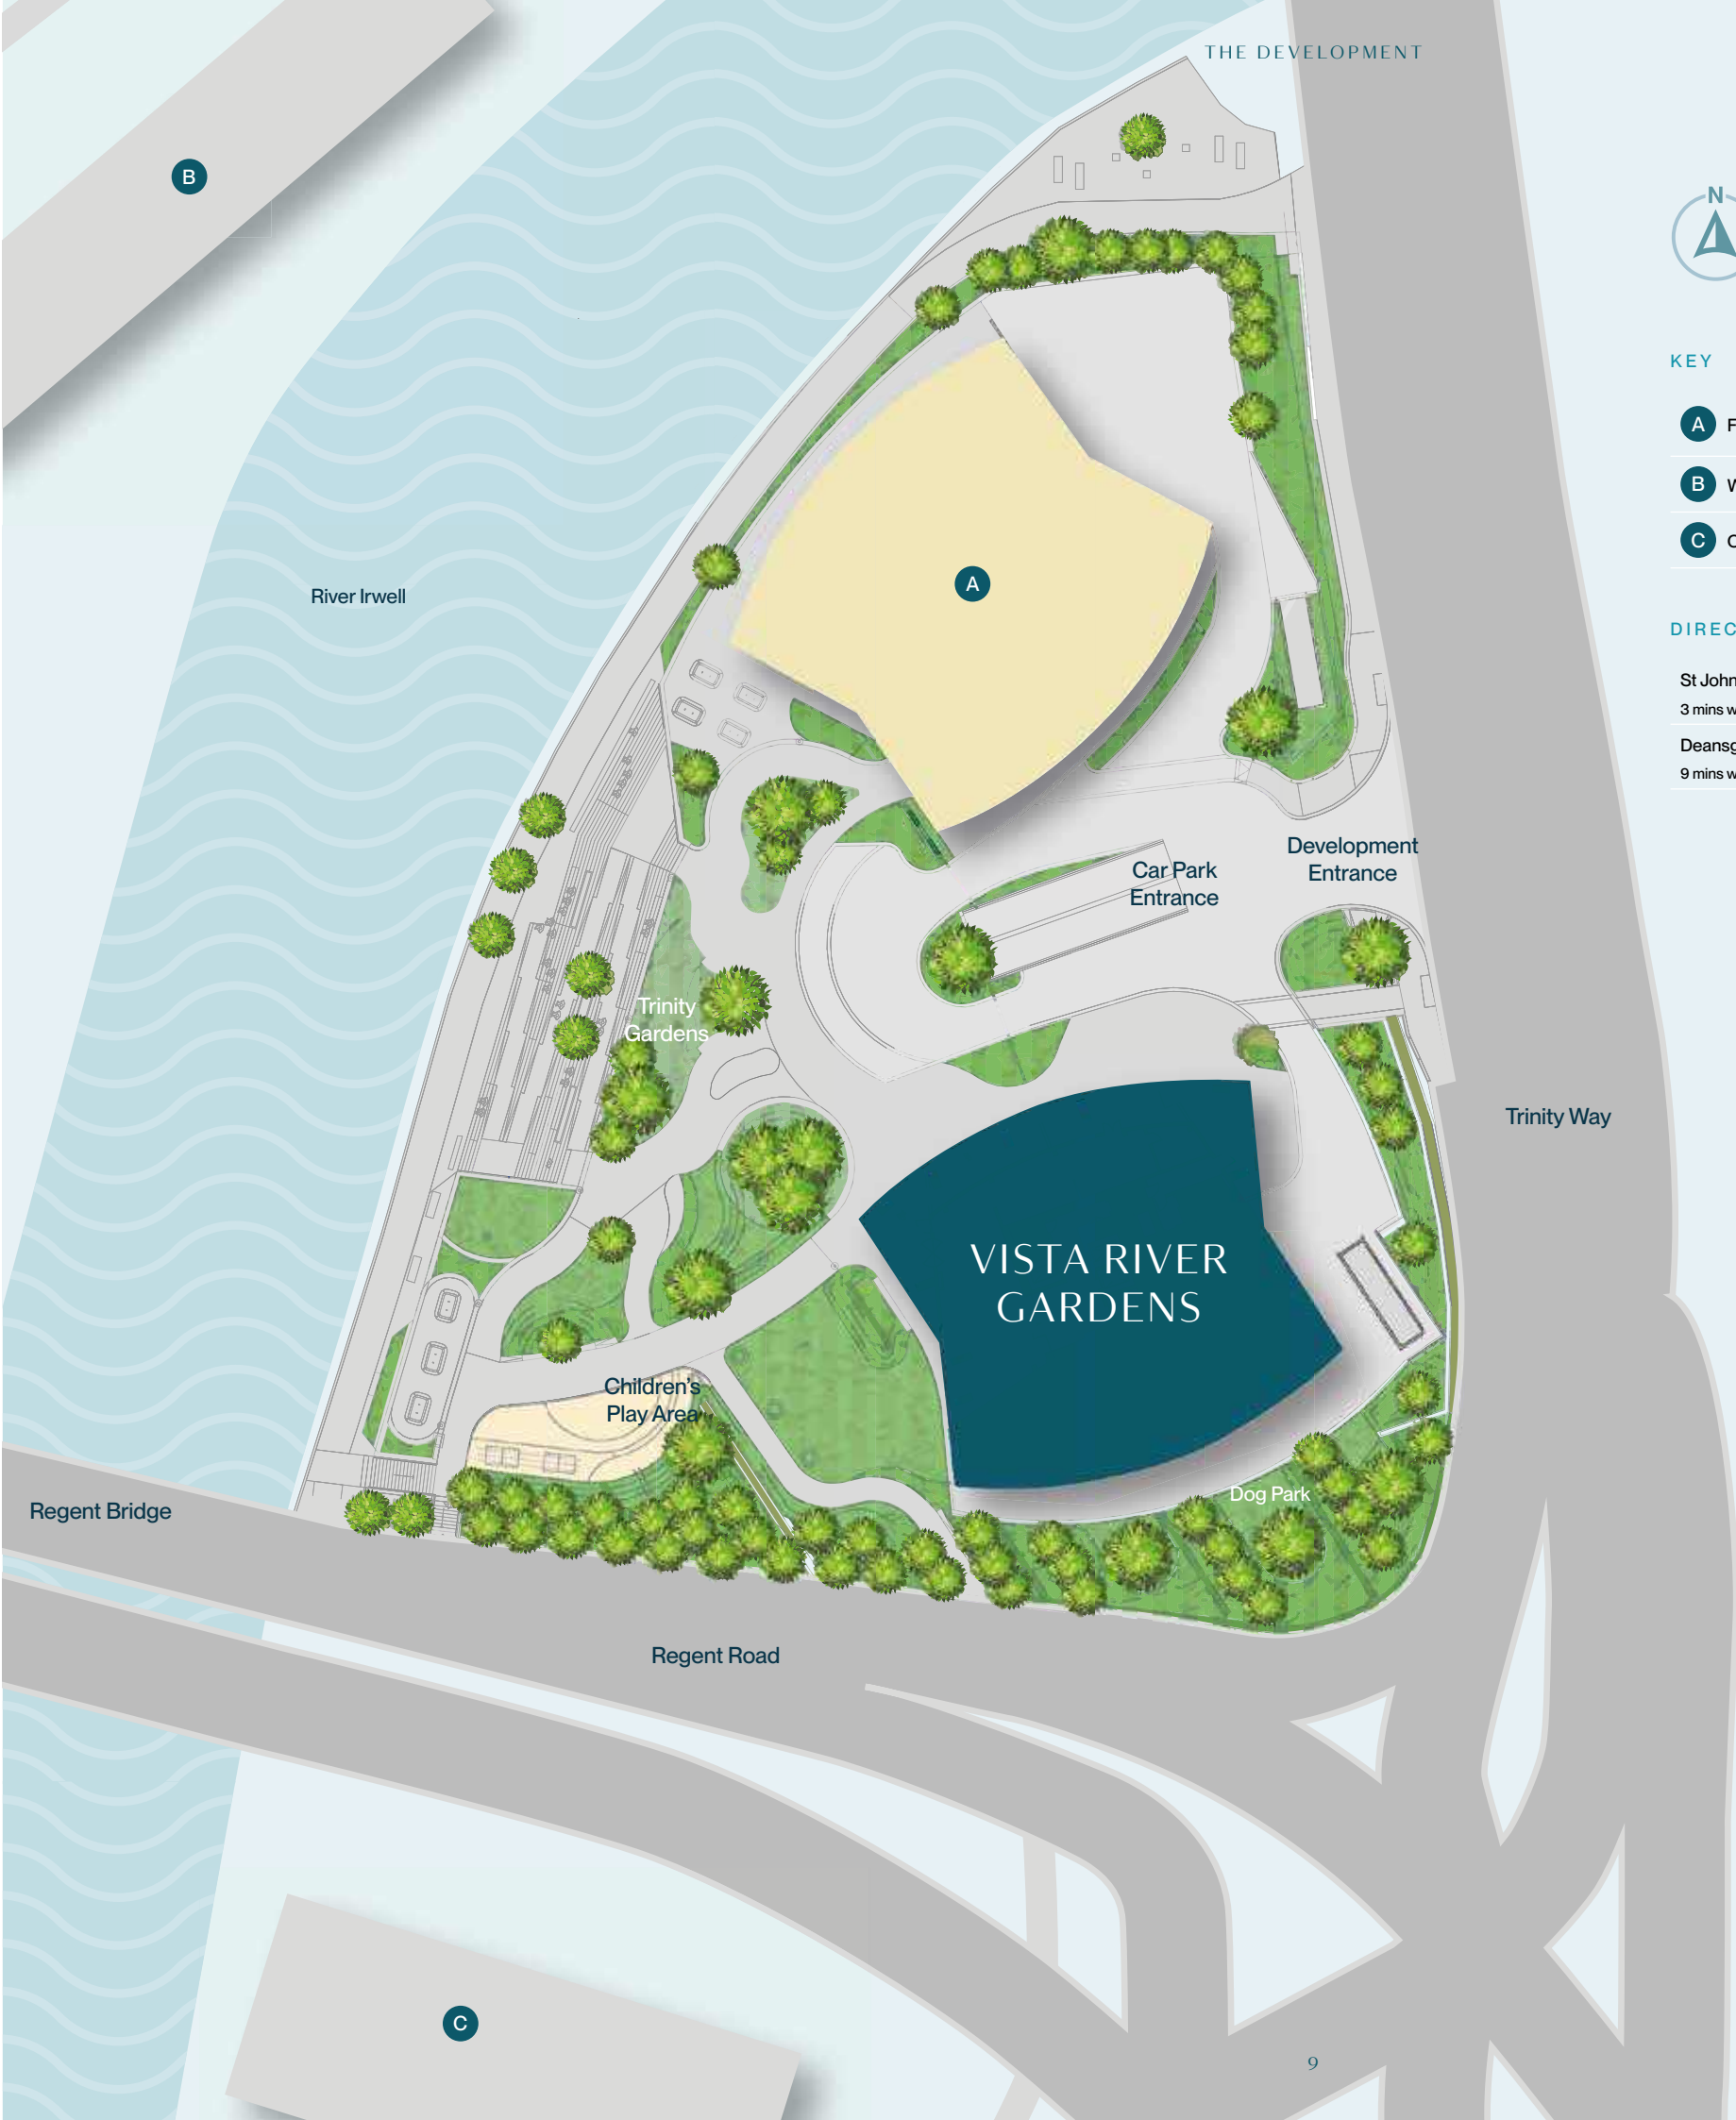 THE DEVELOPMENT
B
N
KEY
A F
B
C
DIREC
St John
3 mins w
Deansg
9 mins w
A
River Irwell
Development
Entrance
Car Park
Entrance
Trinity
Gardens
Trinity Way
VISTA RIVER
GARDENS
Children's
Play Area
Dog Park
Regent Bridge
Regent Road
C
9